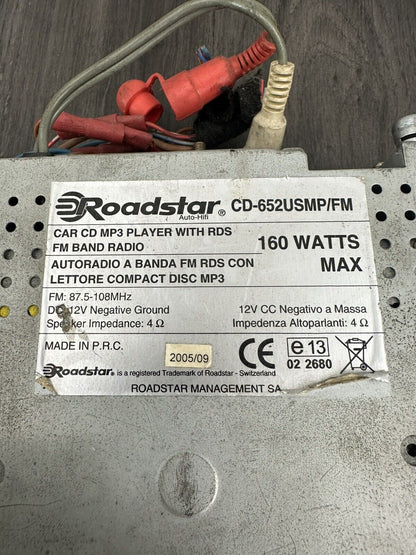 Roadstar® CD-652USMP/FM
Auto-Hifi
CAR CD MP3 PLAYER WITH RDS
FM BAND RADIO
160 WATTS
MAX
AUTORADIO A BANDA FM RDS CON
LETTORE COMPACT DISC MP3
FM: 87.5-108MHz
DC 12V Negative Ground
12V CC Negativo a Massa
Speaker Impedance: 4 Ω
Impedenza Altoparlanti: 4 Ω
MADE IN P.R.C.
2005/09
CE
e 13
02 2680
Roadstar® is a registered Trademark of Roadstar - Switzerland
ROADSTAR MANAGEMENT SA